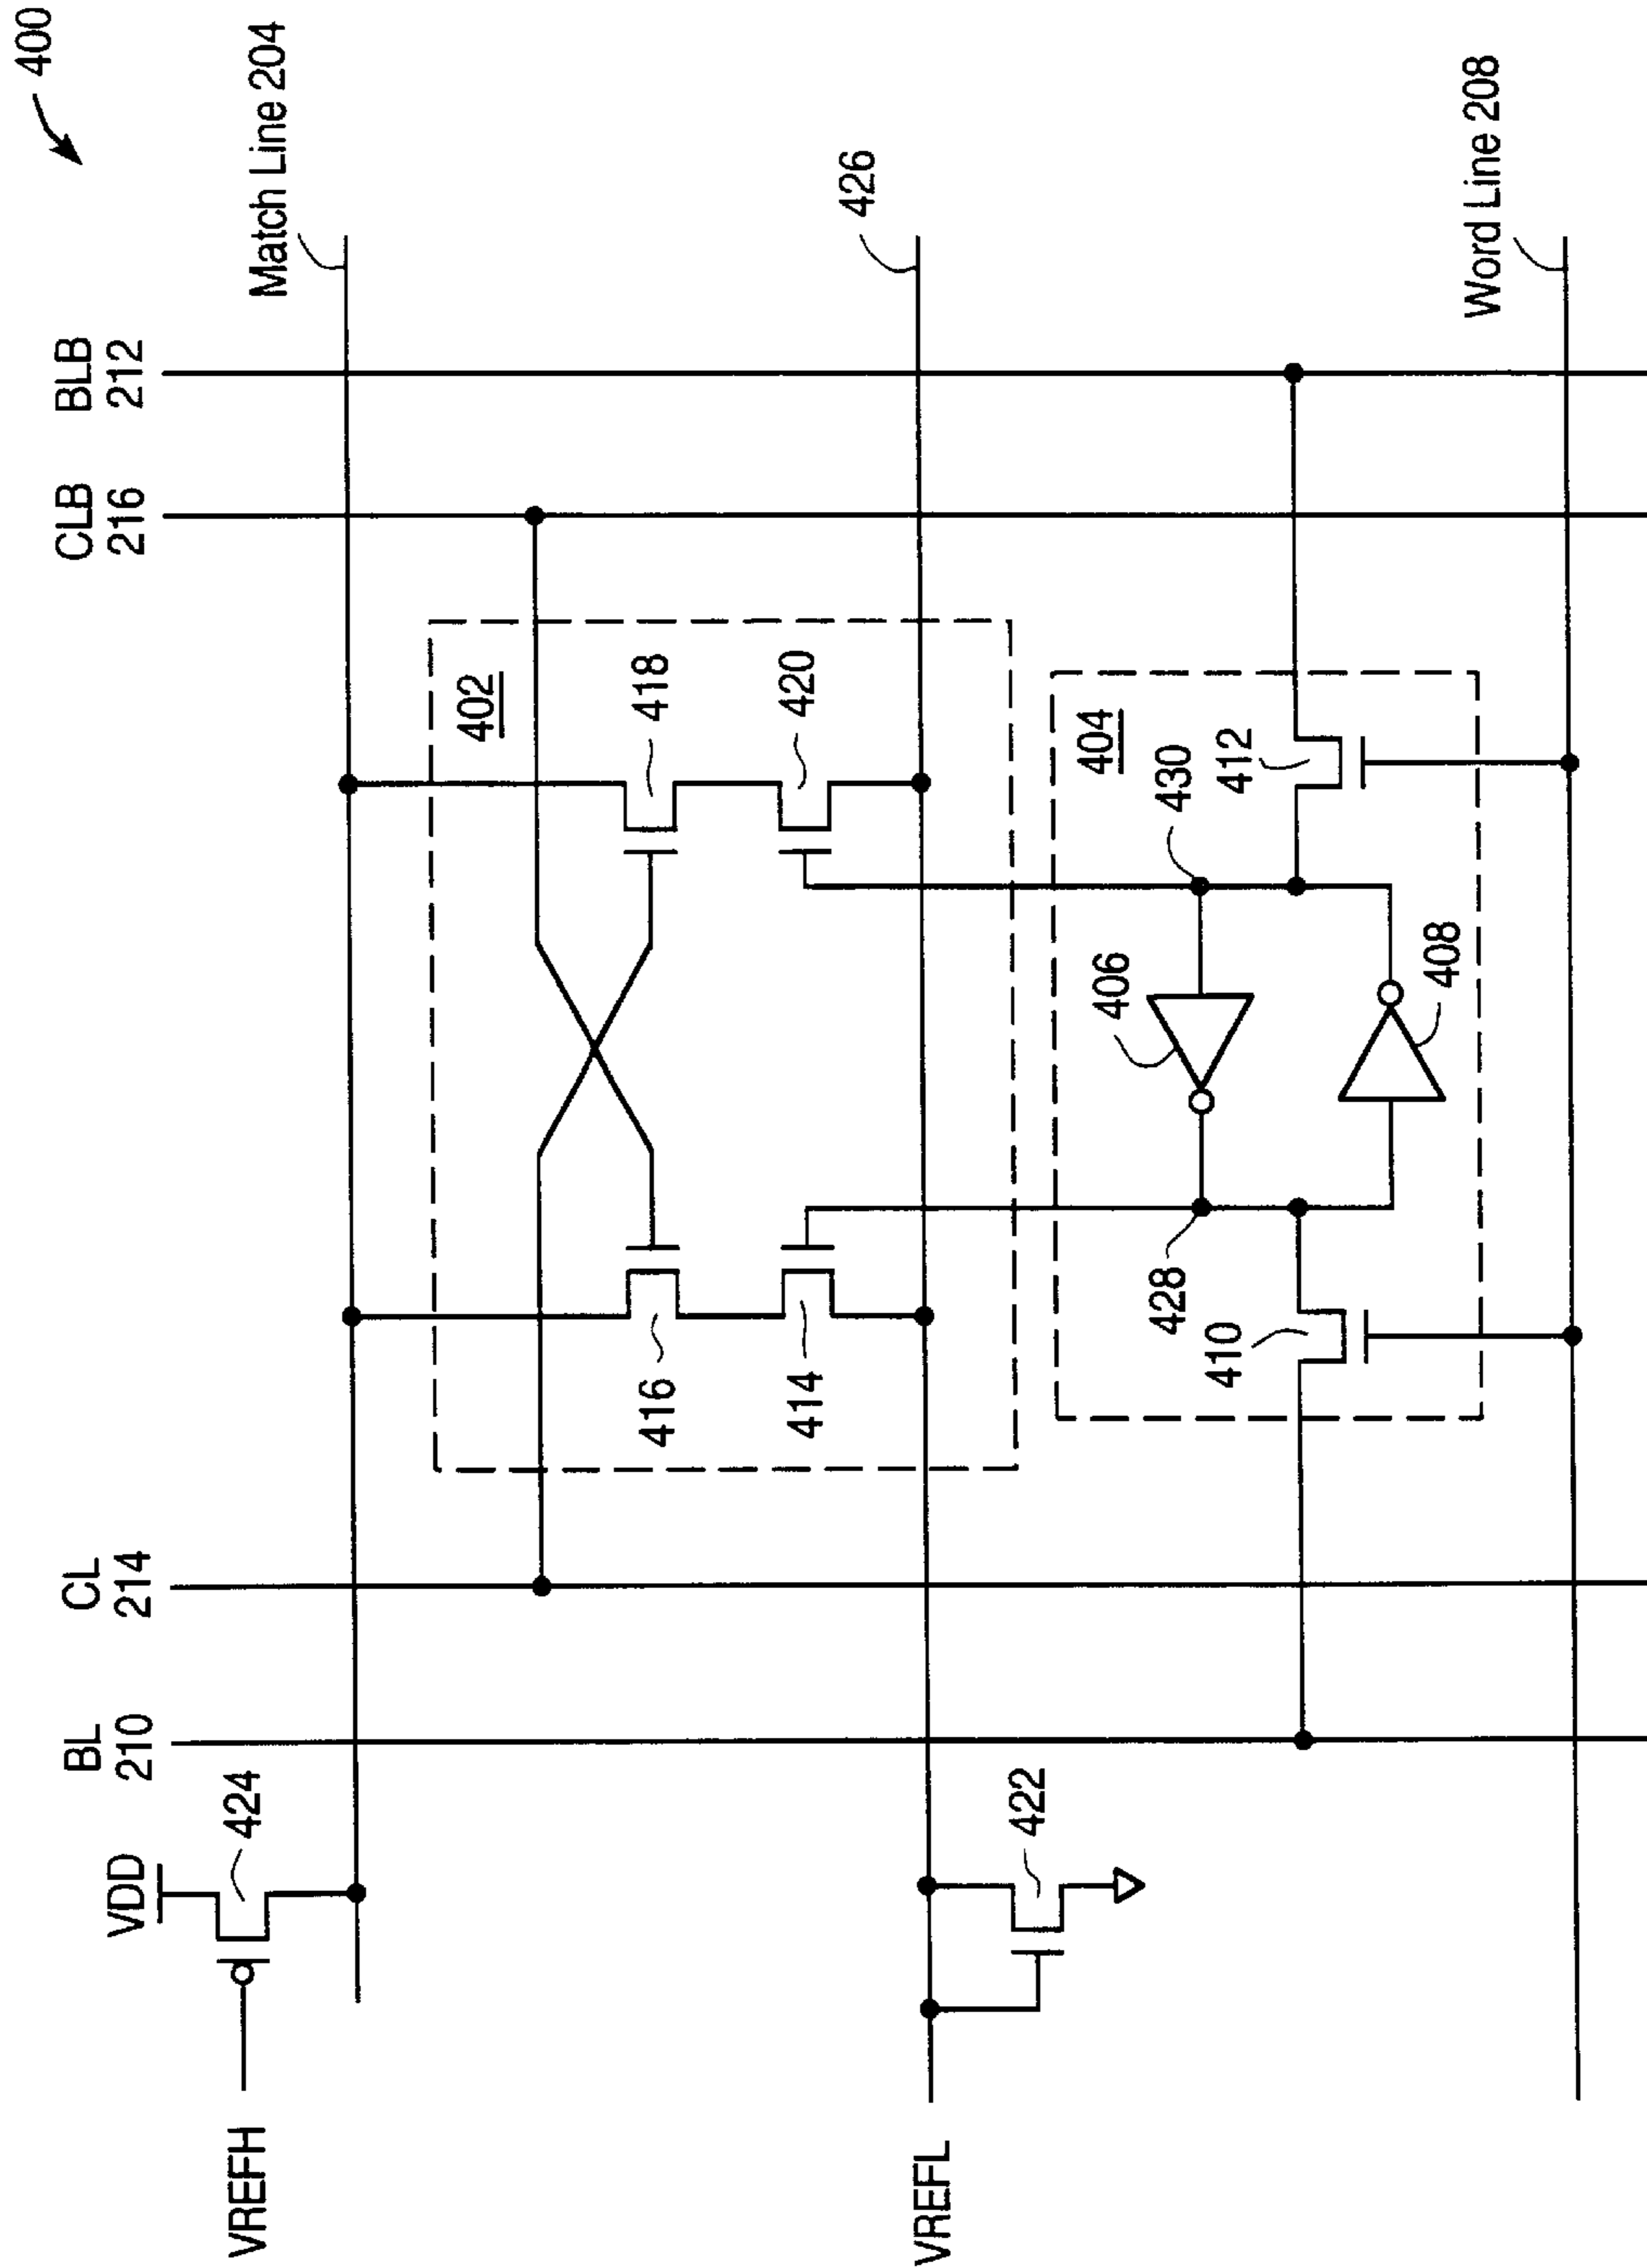 400
Match Line 204
BLB
212
CLB
216
CL
214
BL
210
VDD
424
VREFH
402
418
420
416
414
426
VREFL
422
404
430
412
406
408
428
410
Word Line 208